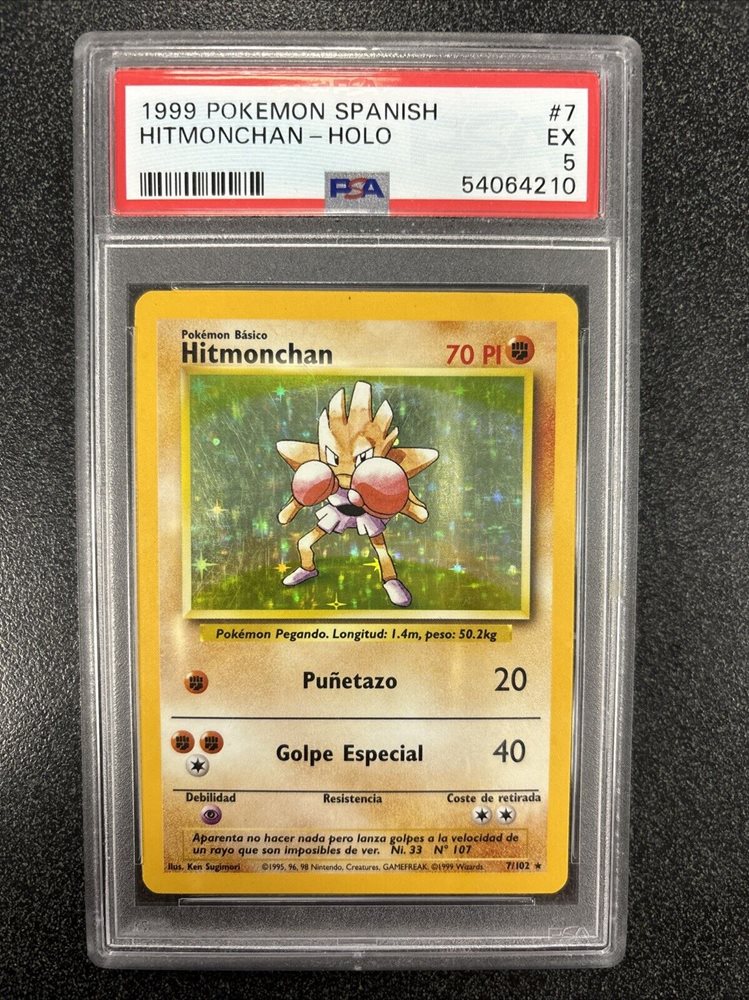 1999 POKEMON SPANISH #7
HITMONCHAN - HOLO EX
5
PSA 54064210
Pokémon Básico
Hitmonchan 70 PI
Pokémon Pegando. Longitud: 1.4m, peso: 50.2kg
Puñetazo 20
Golpe Especial 40
Debilidad Resistencia Coste de retirada
Aparenta no hacer nada pero lanza golpes a la velocidad de
un rayo que son imposibles de ver. Ni. 33 Nº 107
Ilus. Ken Sugimori ©1995, 96, 98 Nintendo, Creatures, GAMEFREAK. ©1999 Wizards. 7/102 ★
PSA